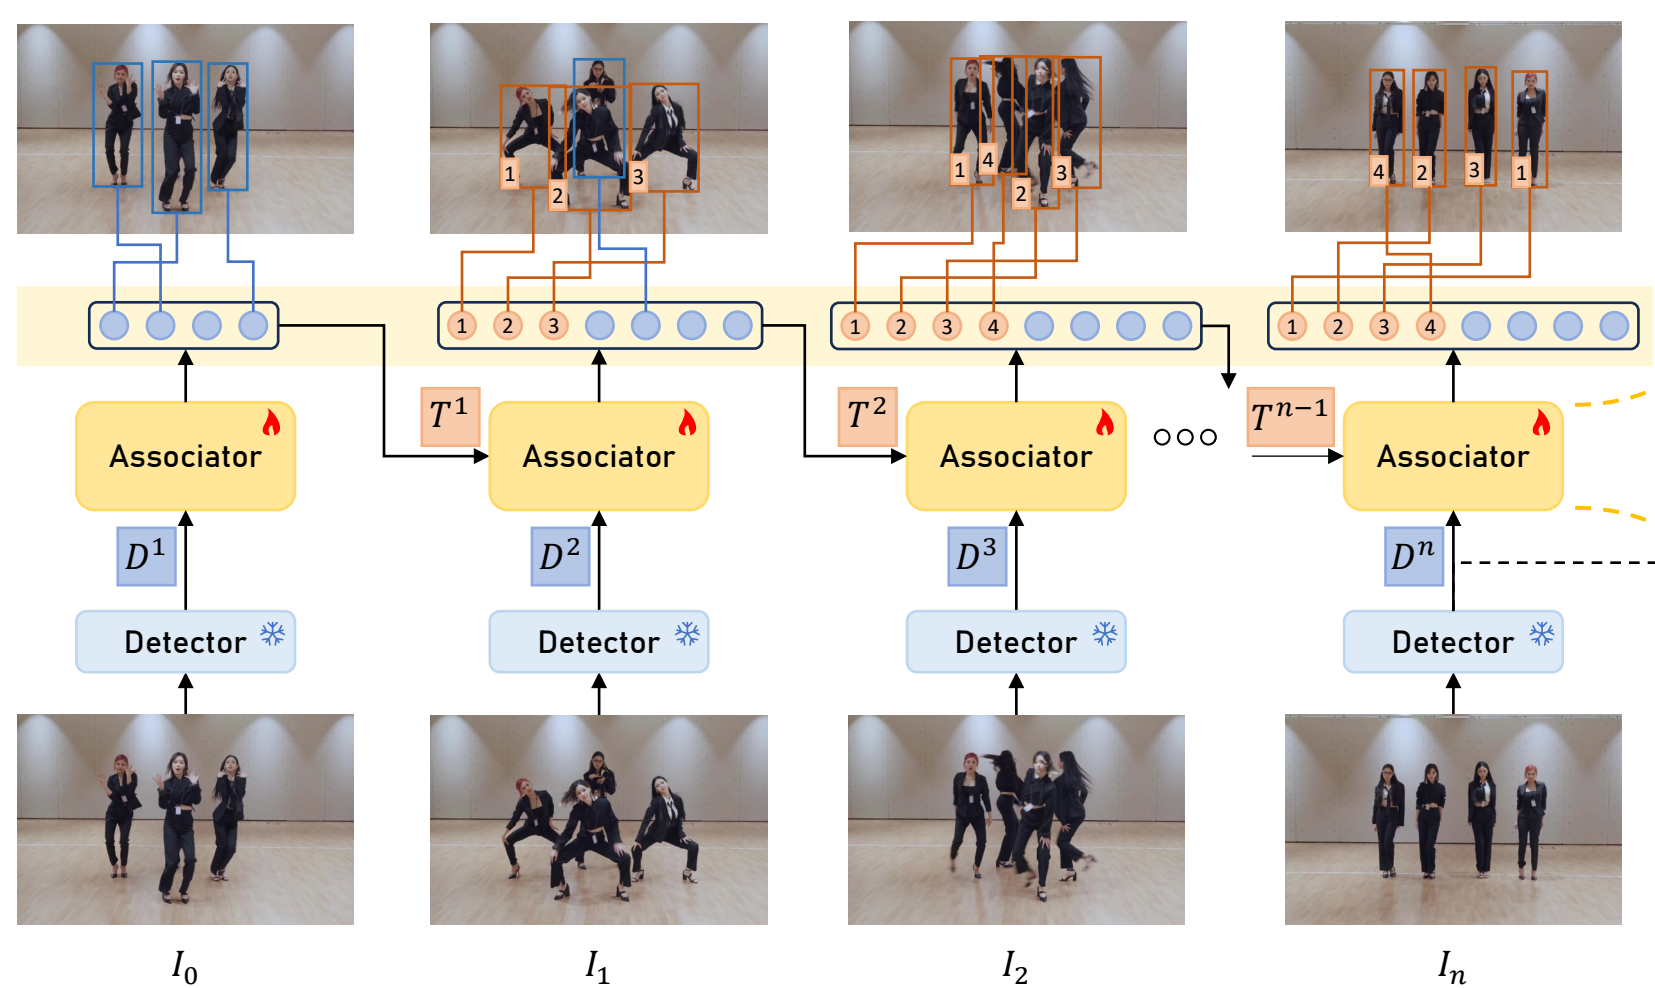 1 2 3
1 4 2 3
4 2 3 1
1 2 3
1 2 3 4
1 2 3 4
T^1
T^2
T^{n-1}
Associator
Associator
Associator
Associator
D^1
D^2
D^3
D^n
Detector
Detector
Detector
Detector
I_0
I_1
I_2
I_n